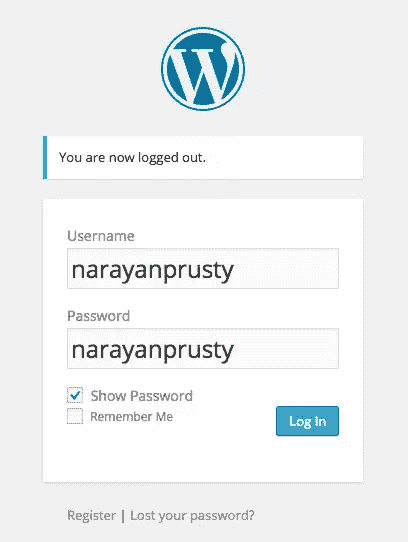 You are now logged out.
Username
narayanprusty
Password
narayanprusty
Show Password
Remember Me
Log In
Register | Lost your password?